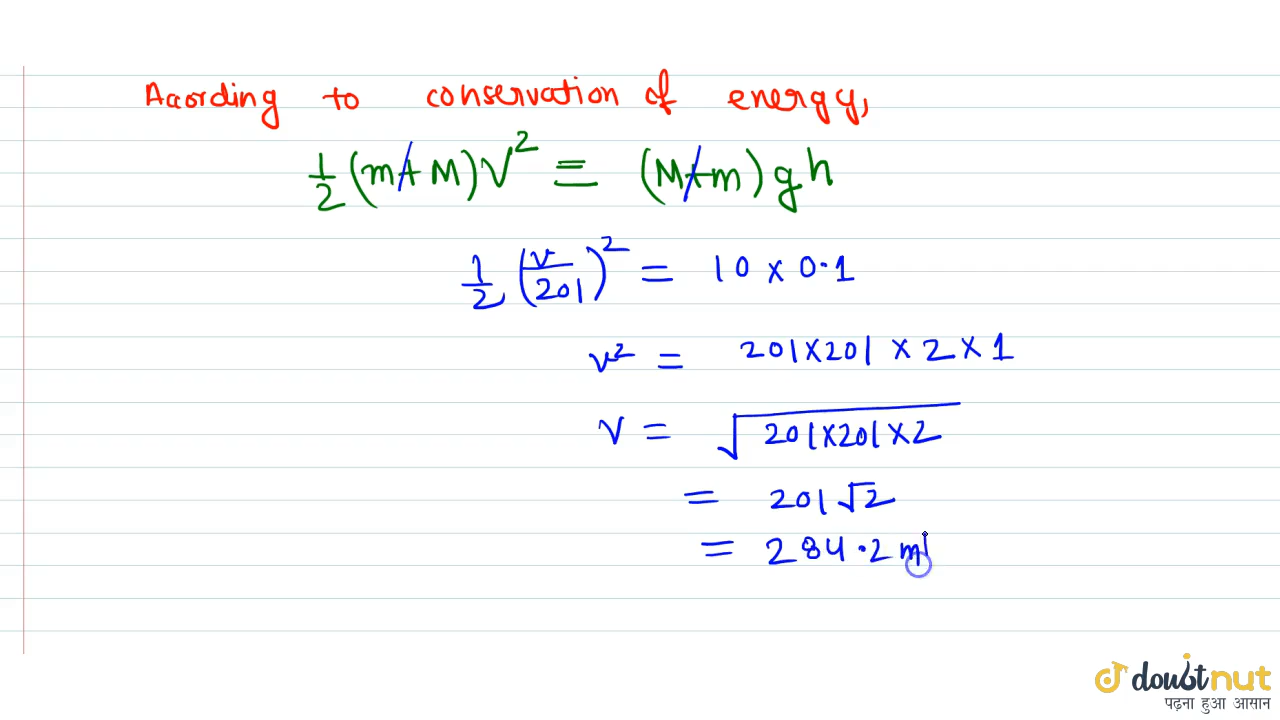 Acording to conservation of energy,
1/2 (m+M)V² = (M+m)gh
1/2 (v/201)² = 10 × 0.1
v² = 201×201 × 2 × 1
v = √(201×201×2)
= 201√2
= 284.2 m
doubtnut
पढ़ना हुआ आसान